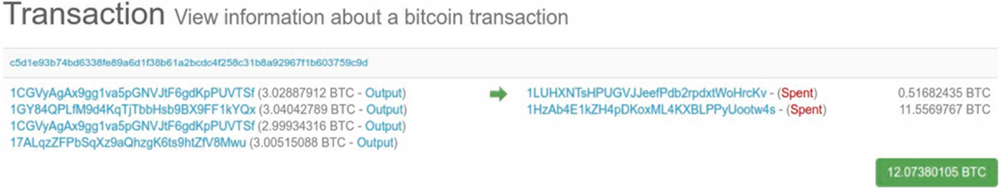 Transaction View information about a bitcoin transaction
c5d1e93b74bd6338fe89a6d1f38b61a2bcdc4f258c31b8a92967f1b603759c9d
1CGVyAgAx9gg1va5pGNVJtF6gdKpPUVTSf (3.02887912 BTC - Output)
1GY84QPLfM9d4KqTjTbbHsb9BX9FF1kYQx (3.04042789 BTC - Output)
1CGVyAgAx9gg1va5pGNVJtF6gdKpPUVTSf (2.99934316 BTC - Output)
17ALqzZFPbSqXz9aQhzgK6ts9htZfV8Mwu (3.00515088 BTC - Output)
1LUHXNTsHPUGVJJeefPdb2rpdxtWoHrcKv - (Spent) 0.51682435 BTC
1HzAb4E1kZH4pDKoxML4KXBLPPyUootw4s - (Spent) 11.5569767 BTC
12.07380105 BTC